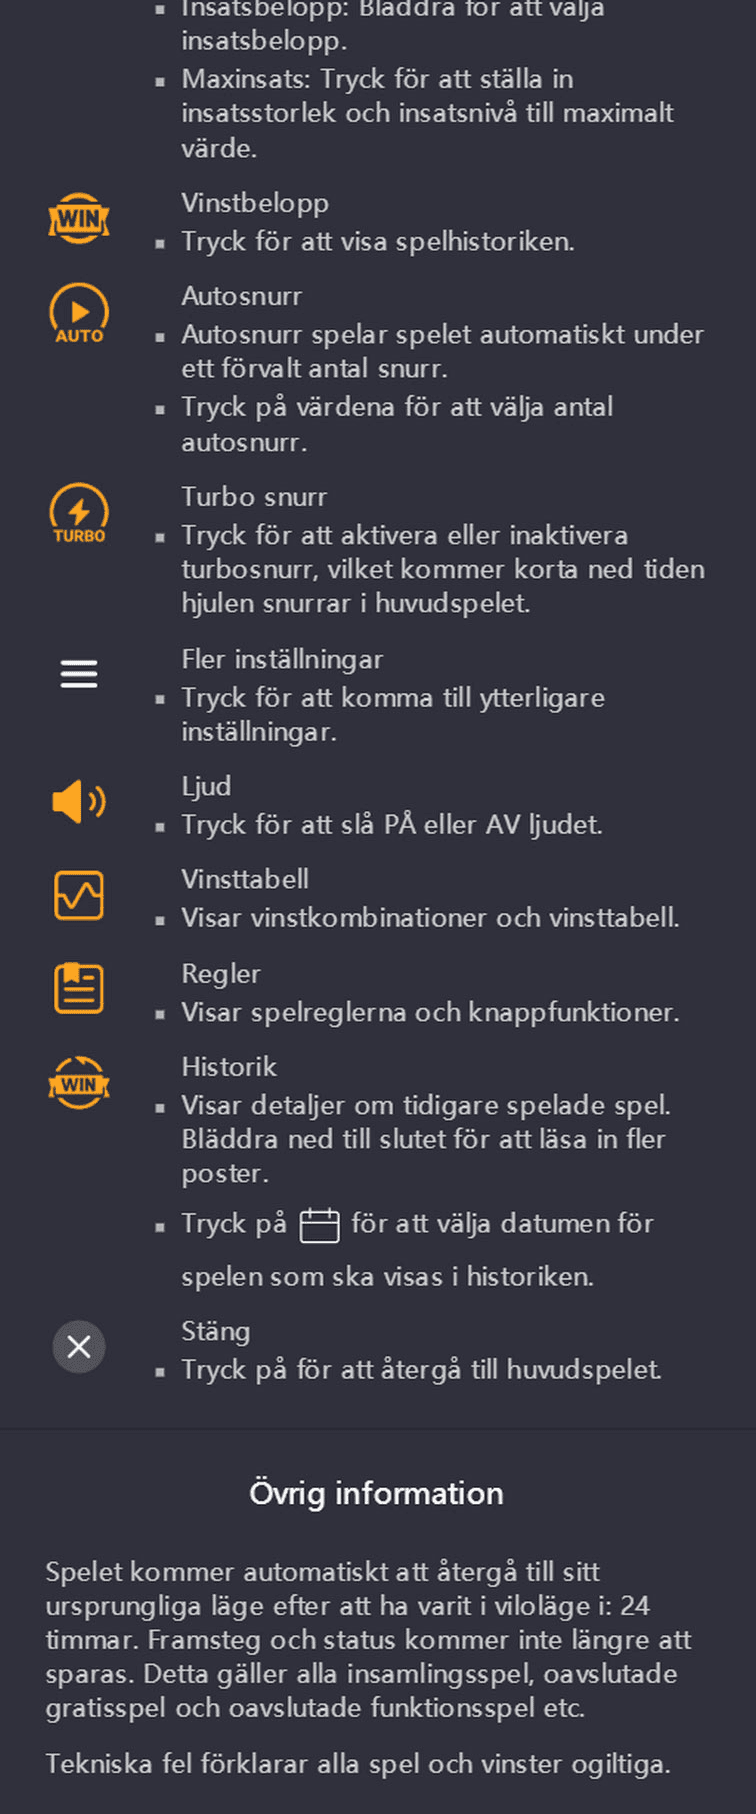 Insatsbelopp: Bläddra för att välja
insatsbelopp.
Maxinsats: Tryck för att ställa in
insatsstorlek och insatsnivå till maximalt
värde.
WIN
Vinstbelopp
Tryck för att visa spelhistoriken.
AUTO
Autosnurr
Autosnurr spelar spelet automatiskt under
ett förvalt antal snurr.
Tryck på värdena för att välja antal
autosnurr.
TURBO
Turbo snurr
Tryck för att aktivera eller inaktivera
turbosnurr, vilket kommer korta ned tiden
hjulen snurrar i huvudspelet.
Fler inställningar
Tryck för att komma till ytterligare
inställningar.
Ljud
Tryck för att slå PÅ eller AV ljudet.
Vinsttabell
Visar vinstkombinationer och vinsttabell.
Regler
Visar spelreglerna och knappfunktioner.
WIN
Historik
Visar detaljer om tidigare spelade spel.
Bläddra ned till slutet för att läsa in fler
poster.
Tryck på för att välja datumen för
spelen som ska visas i historiken.
Stäng
Tryck på för att återgå till huvudspelet.
Övrig information
Spelet kommer automatiskt att återgå till sitt
ursprungliga läge efter att ha varit i viloläge i: 24
timmar. Framsteg och status kommer inte längre att
sparas. Detta gäller alla insamlingsspel, oavslutade
gratisspel och oavslutade funktionsspel etc.
Tekniska fel förklarar alla spel och vinster ogiltiga.